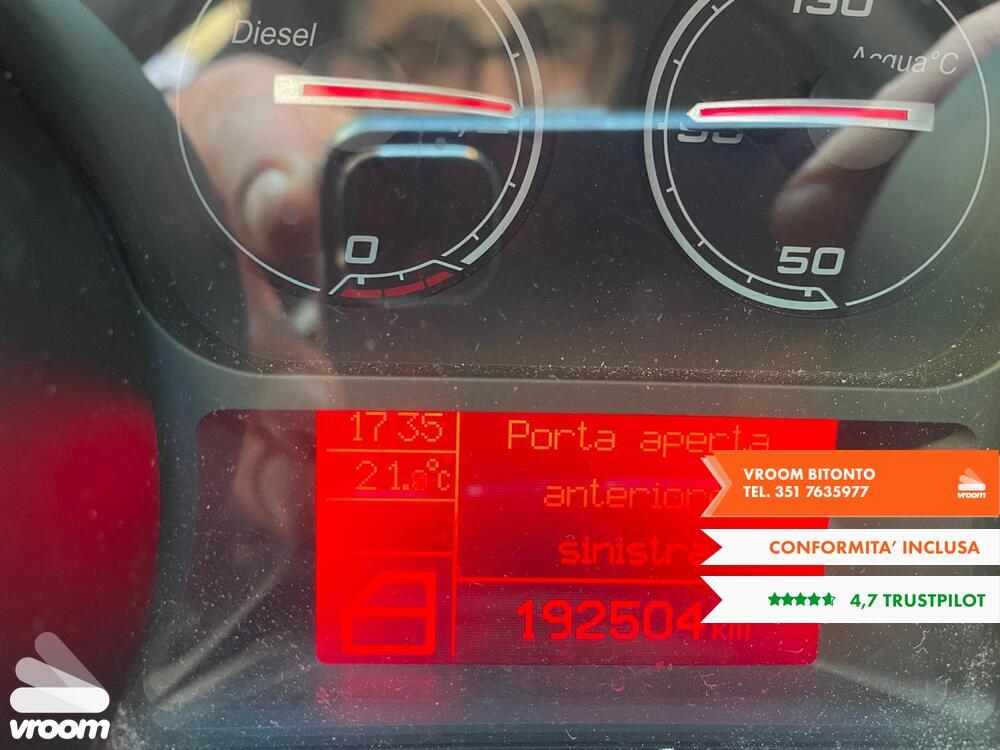 Diesel
130
Acqua°C
90
0
50
17 35
Porta aperta
21.0°C
anteriore
sinistra
192504 km
VROOM BITONTO
TEL. 351 7635977
vroom
CONFORMITA' INCLUSA
4,7 TRUSTPILOT
vroom